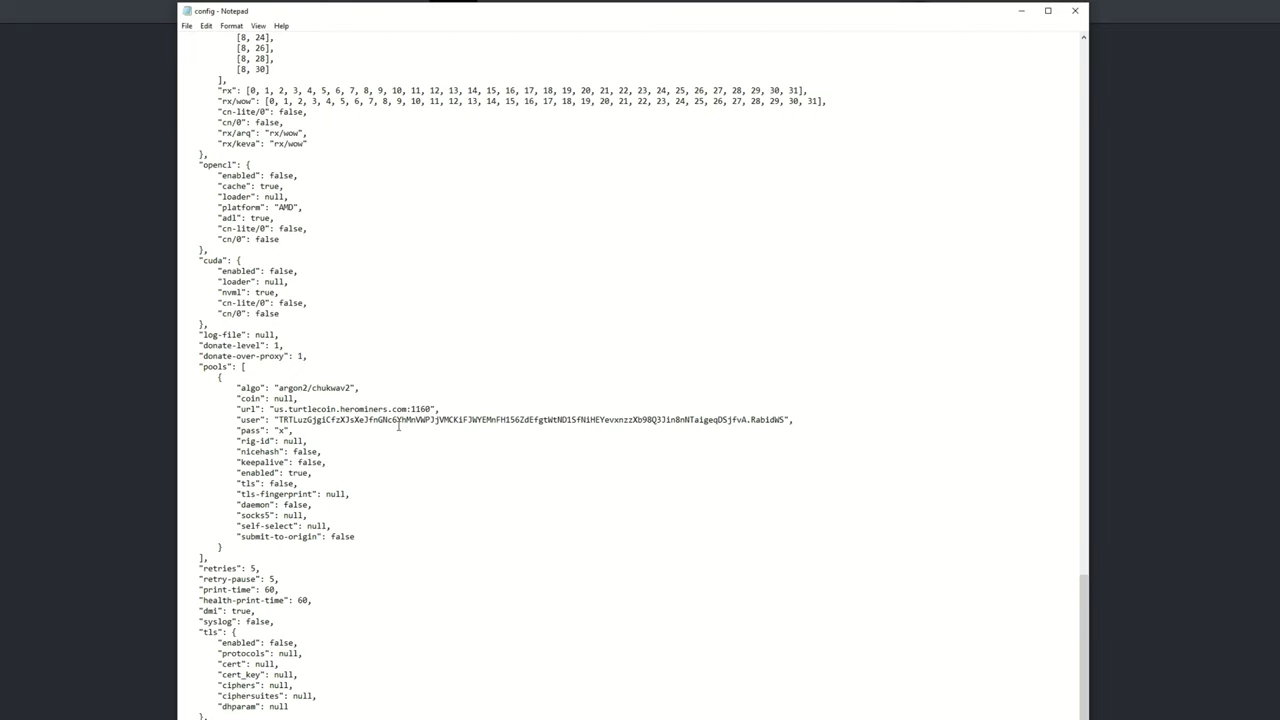 config - Notepad
File Edit Format View Help
[8, 24],
[8, 26],
[8, 28],
[8, 30]
],
"rx": [0, 1, 2, 3, 4, 5, 6, 7, 8, 9, 10, 11, 12, 13, 14, 15, 16, 17, 18, 19, 20, 21, 22, 23, 24, 25, 26, 27, 28, 29, 30, 31],
"rx/wow": [0, 1, 2, 3, 4, 5, 6, 7, 8, 9, 10, 11, 12, 13, 14, 15, 16, 17, 18, 19, 20, 21, 22, 23, 24, 25, 26, 27, 28, 29, 30, 31],
"cn-lite/0": false,
"cn/0": false,
"rx/arq": "rx/wow",
"rx/keva": "rx/wow"
},
"opencl": {
"enabled": false,
"cache": true,
"loader": null,
"platform": "AMD",
"adl": true,
"cn-lite/0": false,
"cn/0": false
},
"cuda": {
"enabled": false,
"loader": null,
"nvml": true,
"cn-lite/0": false,
"cn/0": false
},
"log-file": null,
"donate-level": 1,
"donate-over-proxy": 1,
"pools": [
{
"algo": "argon2/chukwav2",
"coin": null,
"url": "us.turtlecoin.herominers.com:1160",
"user": "TRTLuzGjgiCfzXJsXeJfnGNc6YhMnVWPJjVMCKiFJWYEMnFH156ZdEfgtWtND1SfNiHEYevxnzzXb98Q3Jin8nNTaigeqDSjfvA.RabidWS",
"pass": "x",
"rig-id": null,
"nicehash": false,
"keepalive": false,
"enabled": true,
"tls": false,
"tls-fingerprint": null,
"daemon": false,
"socks5": null,
"self-select": null,
"submit-to-origin": false
}
],
"retries": 5,
"retry-pause": 5,
"print-time": 60,
"health-print-time": 60,
"dmi": true,
"syslog": false,
"tls": {
"enabled": false,
"protocols": null,
"cert": null,
"cert_key": null,
"ciphers": null,
"ciphersuites": null,
"dhparam": null
},